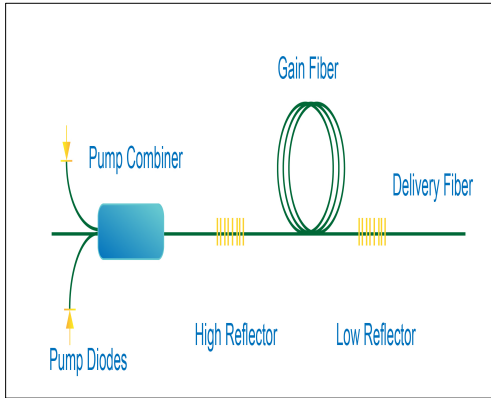 Gain Fiber
Pump Combiner
Delivery Fiber
High Reflector
Low Reflector
Pump Diodes